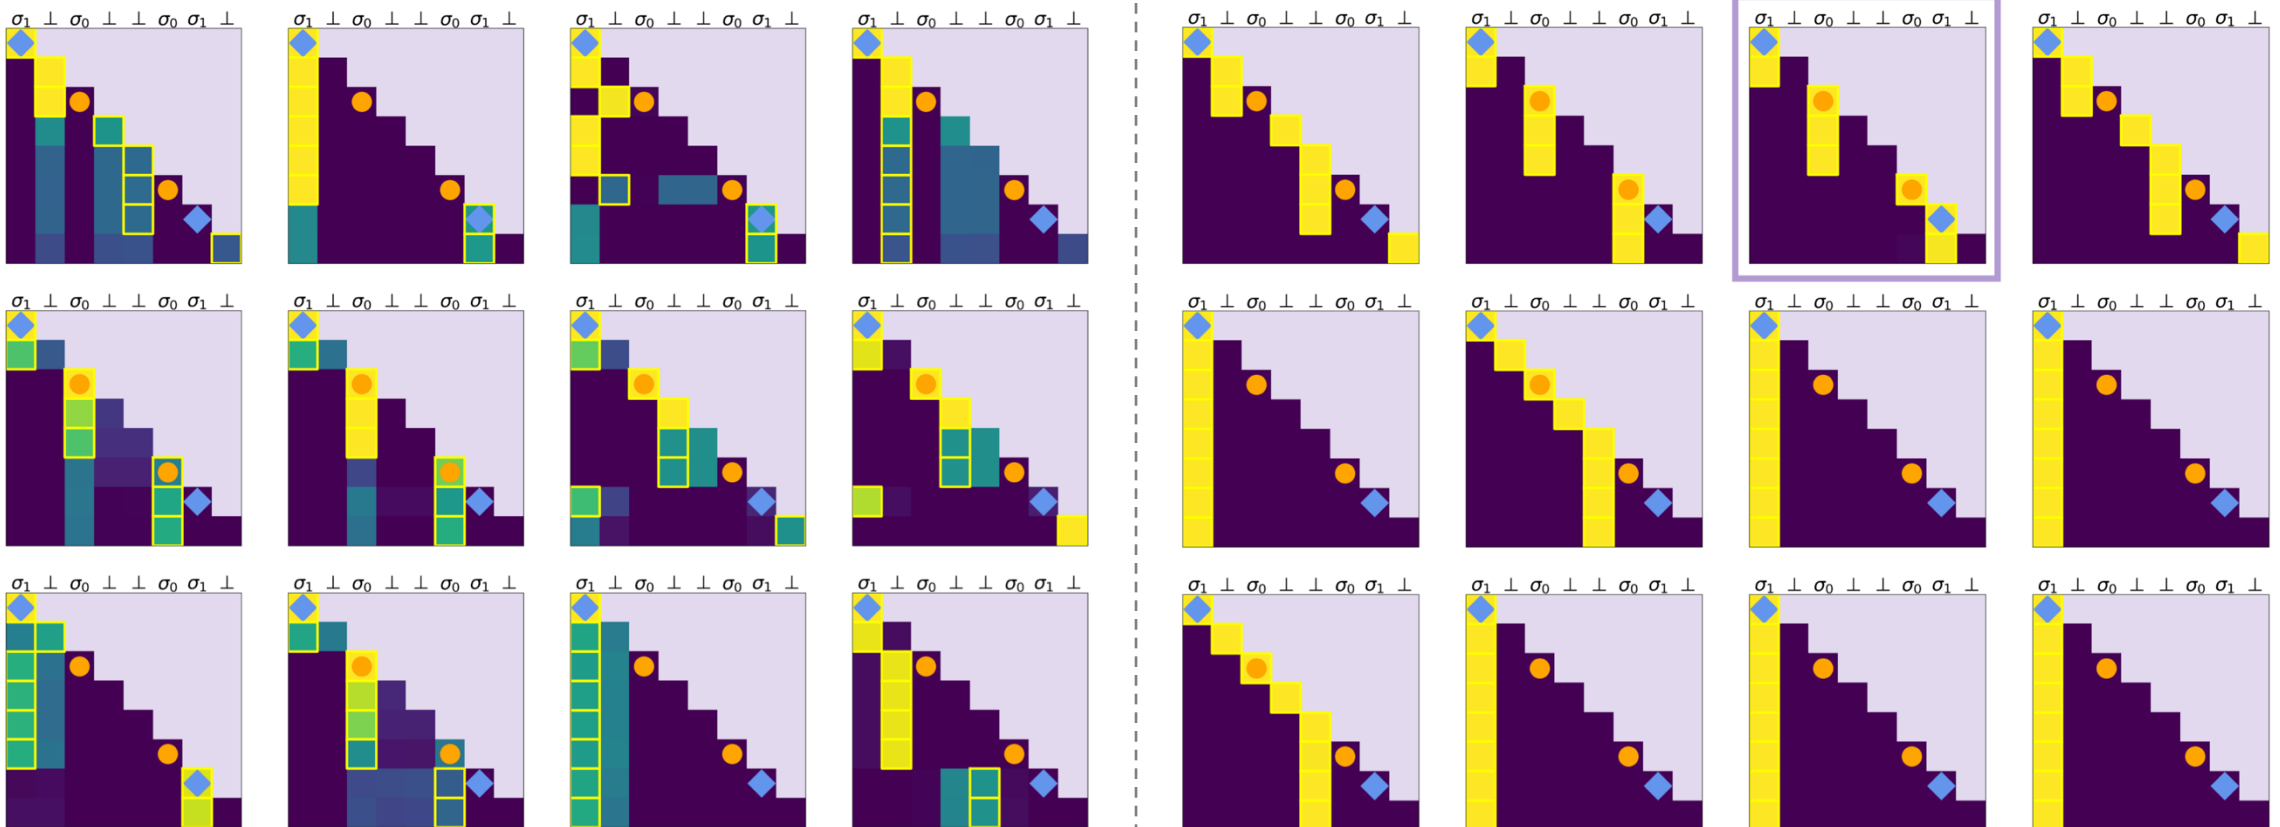 σ₁ ⊥ σ₀ ⊥ ⊥ σ₀ σ₁ ⊥ σ₁ ⊥ σ₀ ⊥ ⊥ σ₀ σ₁ ⊥ σ₁ ⊥ σ₀ ⊥ ⊥ σ₀ σ₁ ⊥ σ₁ ⊥ σ₀ ⊥ ⊥ σ₀ σ₁ ⊥ σ₁ ⊥ σ₀ ⊥ ⊥ σ₀ σ₁ ⊥ σ₁ ⊥ σ₀ ⊥ ⊥ σ₀ σ₁ ⊥ σ₁ ⊥ σ₀ ⊥ ⊥ σ₀ σ₁ ⊥ σ₁ ⊥ σ₀ ⊥ ⊥ σ₀ σ₁ ⊥
σ₁ ⊥ σ₀ ⊥ ⊥ σ₀ σ₁ ⊥ σ₁ ⊥ σ₀ ⊥ ⊥ σ₀ σ₁ ⊥ σ₁ ⊥ σ₀ ⊥ ⊥ σ₀ σ₁ ⊥ σ₁ ⊥ σ₀ ⊥ ⊥ σ₀ σ₁ ⊥ σ₁ ⊥ σ₀ ⊥ ⊥ σ₀ σ₁ ⊥ σ₁ ⊥ σ₀ ⊥ ⊥ σ₀ σ₁ ⊥ σ₁ ⊥ σ₀ ⊥ ⊥ σ₀ σ₁ ⊥ σ₁ ⊥ σ₀ ⊥ ⊥ σ₀ σ₁ ⊥
σ₁ ⊥ σ₀ ⊥ ⊥ σ₀ σ₁ ⊥ σ₁ ⊥ σ₀ ⊥ ⊥ σ₀ σ₁ ⊥ σ₁ ⊥ σ₀ ⊥ ⊥ σ₀ σ₁ ⊥ σ₁ ⊥ σ₀ ⊥ ⊥ σ₀ σ₁ ⊥ σ₁ ⊥ σ₀ ⊥ ⊥ σ₀ σ₁ ⊥ σ₁ ⊥ σ₀ ⊥ ⊥ σ₀ σ₁ ⊥ σ₁ ⊥ σ₀ ⊥ ⊥ σ₀ σ₁ ⊥ σ₁ ⊥ σ₀ ⊥ ⊥ σ₀ σ₁ ⊥